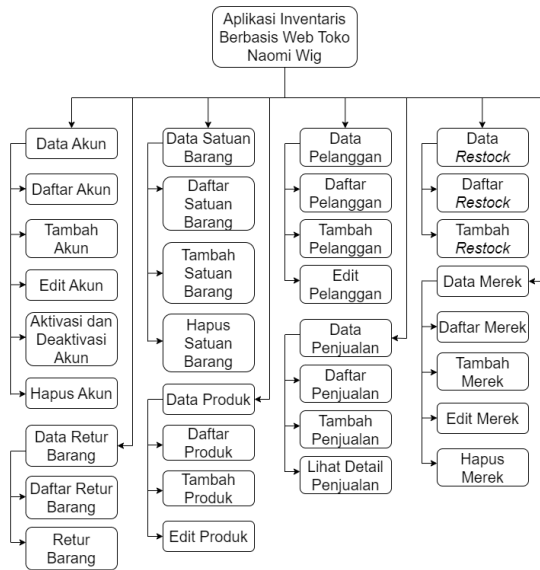 Aplikasi Inventaris
Berbasis Web Toko
Naomi Wig
Data Akun
Daftar Akun
Tambah
Akun
Edit Akun
Aktivasi dan
Deaktivasi
Akun
Hapus Akun
Data Retur
Barang
Daftar Retur
Barang
Retur
Barang
Data Satuan
Barang
Daftar
Satuan
Barang
Tambah
Satuan
Barang
Hapus
Satuan
Barang
Data Produk
Daftar
Produk
Tambah
Produk
Edit Produk
Data
Pelanggan
Daftar
Pelanggan
Tambah
Pelanggan
Edit
Pelanggan
Data
Penjualan
Daftar
Penjualan
Tambah
Penjualan
Lihat Detail
Penjualan
Data
Restock
Daftar
Restock
Tambah
Restock
Data Merek
Daftar Merek
Tambah
Merek
Edit Merek
Hapus
Merek